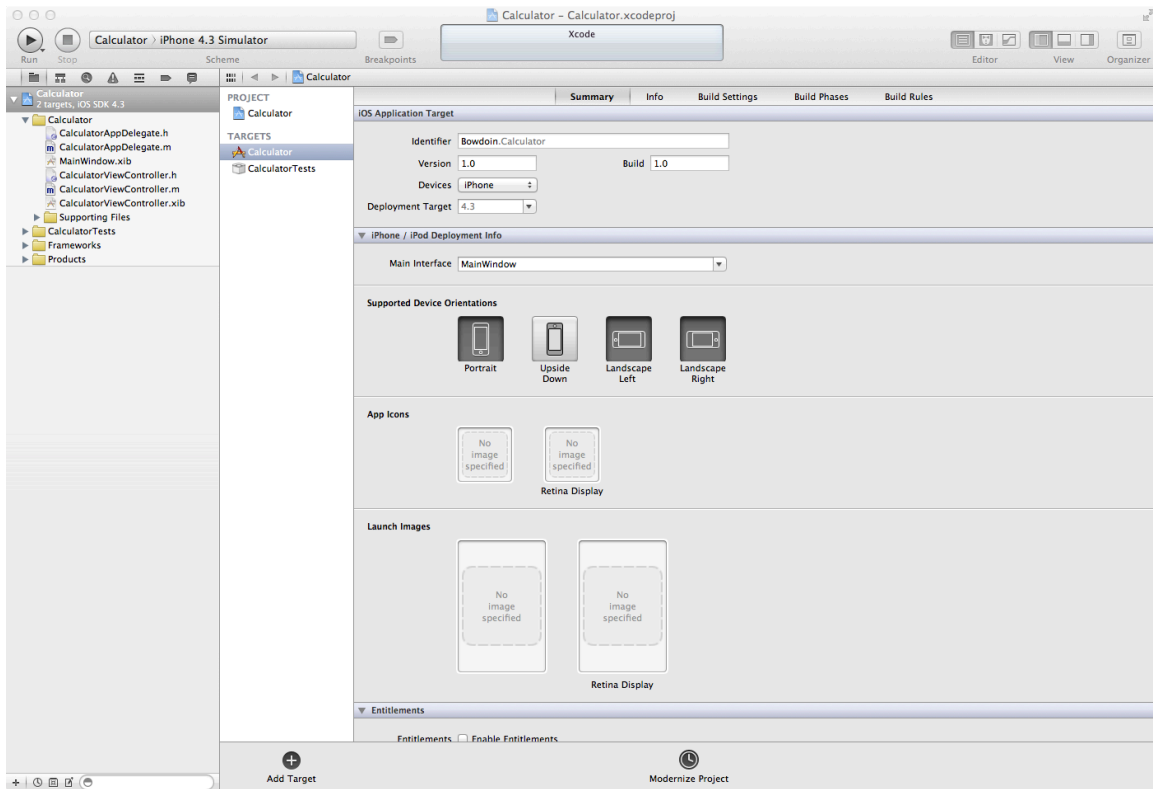 Calculator – Calculator.xcodeproj
Calculator 〉 iPhone 4.3 Simulator
Xcode
Run Stop Scheme Breakpoints Editor View Organizer
Calculator
Calculator
2 targets, iOS SDK 4.3
Calculator
CalculatorAppDelegate.h
CalculatorAppDelegate.m
MainWindow.xib
CalculatorViewController.h
CalculatorViewController.m
CalculatorViewController.xib
Supporting Files
CalculatorTests
Frameworks
Products
PROJECT
Calculator
TARGETS
Calculator
CalculatorTests
Summary Info Build Settings Build Phases Build Rules
iOS Application Target
Identifier Bowdoin.Calculator
Version 1.0 Build 1.0
Devices iPhone
Deployment Target 4.3
iPhone / iPod Deployment Info
Main Interface MainWindow
Supported Device Orientations
Portrait Upside Down Landscape Left Landscape Right
App Icons
No image specified
No image specified
Retina Display
Launch Images
No image specified
No image specified
Retina Display
Entitlements
Entitlements Enable Entitlements
Add Target Modernize Project